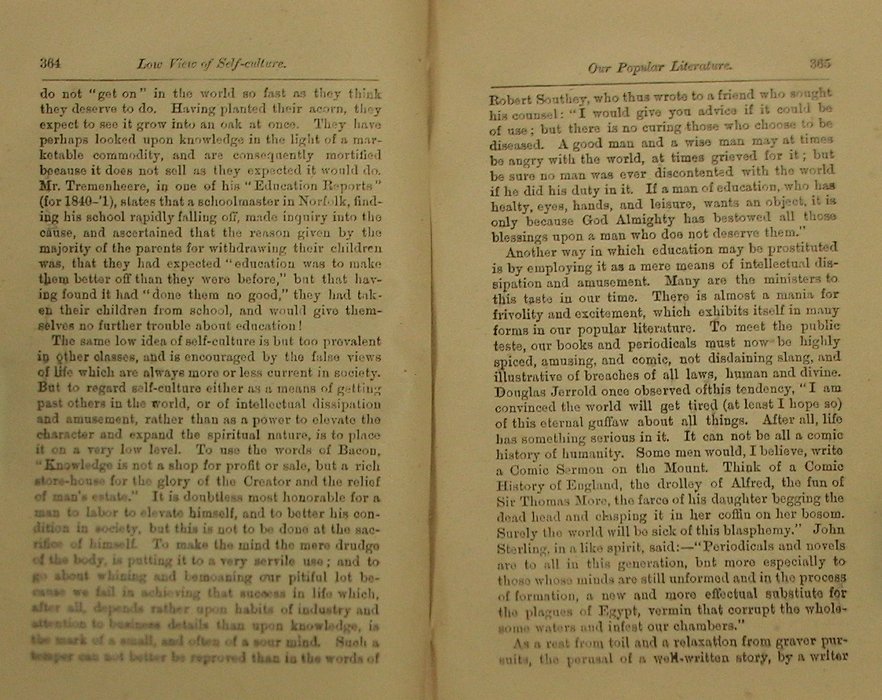 364 Low View of Self-culture.
do not "get on" in the world so fast as they think
they deserve to do. Having planted their acorn, they
expect to see it grow into an oak at once. They have
perhaps looked upon knowledge in the light of a mar-
ketable commodity, and are consequently mortified
because it does not sell as they expected it would do.
Mr. Tremenheere, in one of his "Education Reports"
(for 1840-'1), states that a schoolmaster in Norfolk, find-
ing his school rapidly falling off, made inquiry into the
cause, and ascertained that the reason given by the
majority of the parents for withdrawing their children
was, that they had expected "education was to make
them better off than they were before," but that hav-
ing found it had "done them no good," they had tak-
en their children from school, and would give them-
selves no further trouble about education!
The same low idea of self-culture is but too prevalent
in other classes, and is encouraged by the false views
of life which are always more or less current in society.
But to regard self-culture either as a means of getting
past others in the world, or of intellectual dissipation
and amusement, rather than as a power to elevate the
character and expand the spiritual nature, is to place
it on a very low level. To use the words of Bacon,
"Knowledge is not a shop for profit or sale, but a rich
store-house for the glory of the Creator and the relief
of man's estate." It is doubtless most honorable for a
man to labor to elevate himself, and to better his con-
dition in society, but this is not to be done at the sac-
rifice of himself. To make the mind the mere drudge
of the body, is putting it to a very servile use; and to
go about whining and bemoaning our pitiful lot be-
cause we fail in achieving that success in life which,
after all, depends rather upon habits of industry and
attention to business details than upon knowledge, is
the mark of a small, and often of a sour mind. Such a
temper can not better be reproved than in the words of
Our Popular Literature. 365
Robert Southey, who thus wrote to a friend who sought
his counsel: "I would give you advice if it could be
of use; but there is no curing those who choose to be
diseased. A good man and a wise man may at times
be angry with the world, at times grieved for it; but
be sure no man was ever discontented with the world
if he did his duty in it. If a man of education, who has
healty, eyes, hands, and leisure, wants an object, it is
only because God Almighty has bestowed all those
blessings upon a man who doe not deserve them."
Another way in which education may be prostituted
is by employing it as a mere means of intellectual dis-
sipation and amusement. Many are the ministers to
this taste in our time. There is almost a mania for
frivolity and excitement, which exhibits itself in many
forms in our popular literature. To meet the public
teste, our books and periodicals must now be highly
spiced, amusing, and comic, not disdaining slang, and
illustrative of breaches of all laws, human and divine.
Douglas Jerrold once observed ofthis tendency, "I am
convinced the world will get tired (at least I hope so)
of this eternal guffaw about all things. After all, life
has something serious in it. It can not be all a comic
history of humanity. Some men would, I believe, write
a Comic Sermon on the Mount. Think of a Comic
History of England, the drolley of Alfred, the fun of
Sir Thomas More, the farce of his daughter begging the
dead head and clasping it in her coffin on her bosom.
Surely the world will be sick of this blasphemy." John
Sterling, in a like spirit, said:—"Periodicals and novels
are to all in this generation, but more especially to
those whose minds are still unformed and in the process
of formation, a new and more effectual substiute for
the plagues of Egypt, vermin that corrupt the whole-
some waters and infest our chambers."
As a rest from toil and a relaxation from graver pur-
suits, the perusal of a well-written story, by a writer